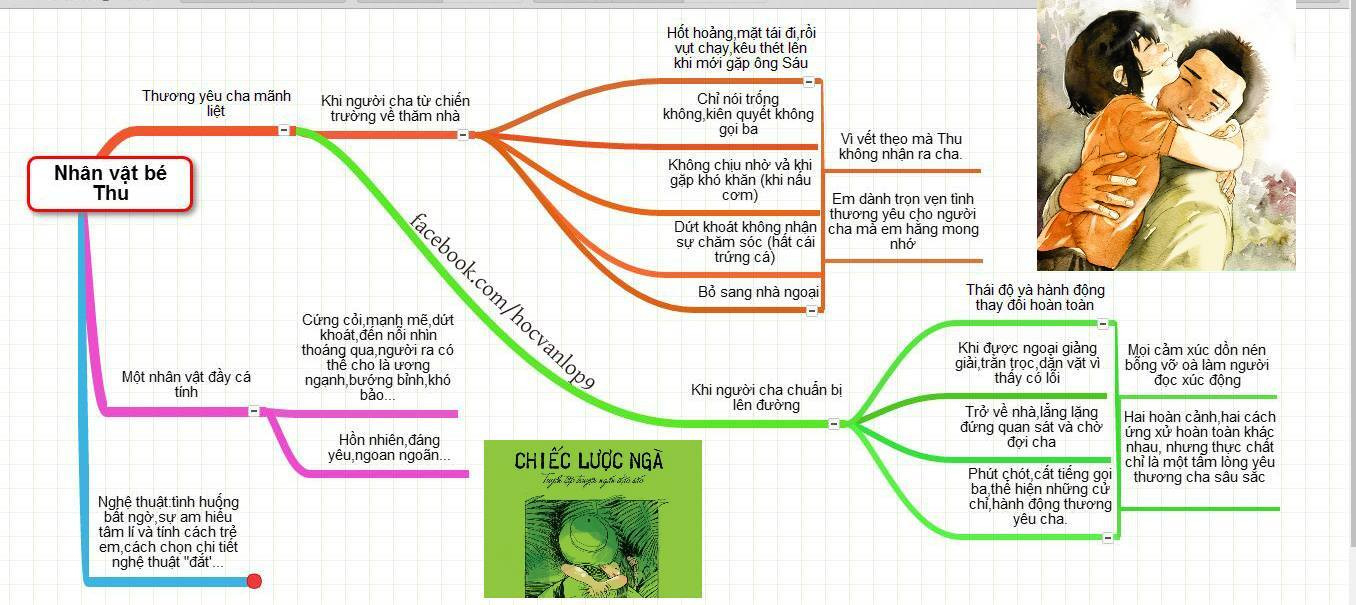 Nhân vật bé
Thu
Thương yêu cha mãnh
liệt
Khi người cha từ chiến
trường về thăm nhà
Hốt hoảng,mặt tái đi,rồi
vụt chạy,kêu thét lên
khi mới gặp ông Sáu
Chỉ nói trống
không,kiên quyết không
gọi ba
Không chịu nhờ vả khi
gặp khó khăn (khi nấu
cơm)
Dứt khoát không nhận
sự chăm sóc (hất cái
trứng cá)
Bỏ sang nhà ngoại
Vì vết thẹo mà Thu
không nhận ra cha.
Em dành trọn vẹn tình
thương yêu cho người
cha mà em hằng mong
nhớ
facebook.com/hocvanlop9
Khi người cha chuẩn bị
lên đường
Thái độ và hành động
thay đổi hoàn toàn
Khi được ngoại giảng
giải,trằn trọc,dằn vặt vì
thấy có lỗi
Trở về nhà,lẳng lặng
đứng quan sát và chờ
đợi cha
Phút chót,cất tiếng gọi
ba,thể hiện những cử
chỉ,hành động thương
yêu cha.
Mọi cảm xúc dồn nén
bỗng vỡ oà làm người
đọc xúc động
Hai hoàn cảnh,hai cách
ứng xử hoàn toàn khác
nhau, nhưng thực chất
chỉ là một tấm lòng yêu
thương cha sâu sắc
Một nhân vật đầy cá
tính
Cứng cỏi,mạnh mẽ,dứt
khoát,đến nỗi nhìn
thoáng qua,người ra có
thể cho là ương
ngạnh,bướng bỉnh,khó
bảo...
Hồn nhiên,đáng
yêu,ngoan ngoãn...
Nghệ thuật:tình huống
bất ngờ,sự am hiểu
tâm lí và tính cách trẻ
em,cách chọn chi tiết
nghệ thuật "đắt'...
CHIẾC LƯỢC NGÀ